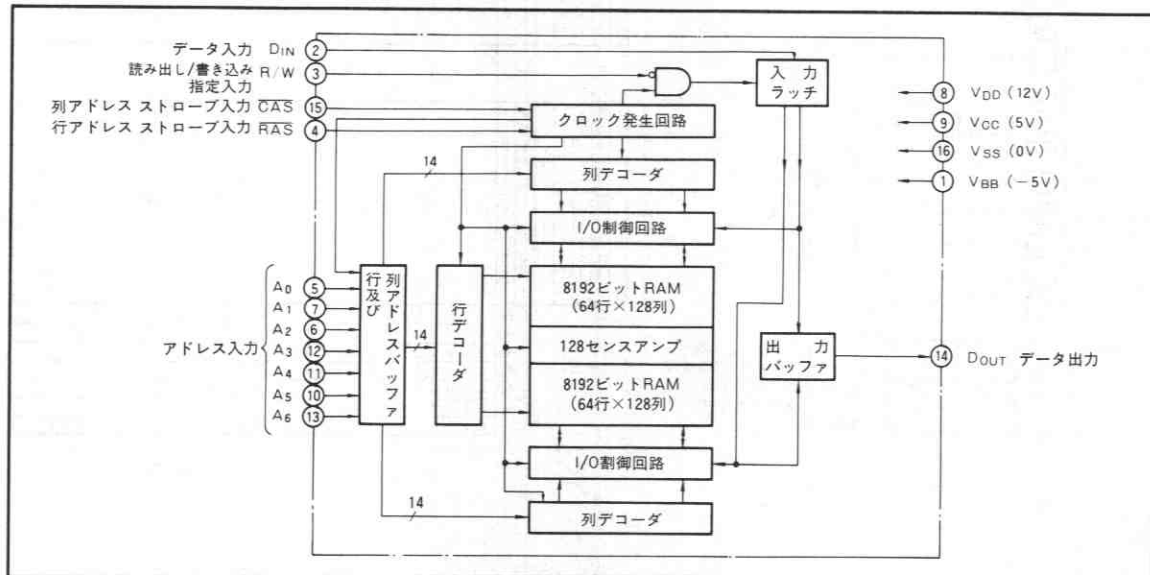 データ入力 DIN ②
読み出し/書き込み R/W ③
指定入力
列アドレス ストローブ入力 C̅A̅S̅ ⑮
行アドレス ストローブ入力 R̅A̅S̅ ④
入力
ラッチ
クロック発生回路
⑧ VDD (12V)
⑨ VCC (5V)
⑯ VSS (0V)
① VBB (−5V)
14
列デコーダ
I/O制御回路
アドレス入力
A0 ⑤
A1 ⑦
A2 ⑥
A3 ⑫
A4 ⑪
A5 ⑩
A6 ⑬
行及び
列アドレスバッファ
14
行デコーダ
8192ビットRAM
(64行×128列)
128センスアンプ
8192ビットRAM
(64行×128列)
出力
バッファ
⑭ DOUT データ出力
I/O割御回路
14
列デコーダ